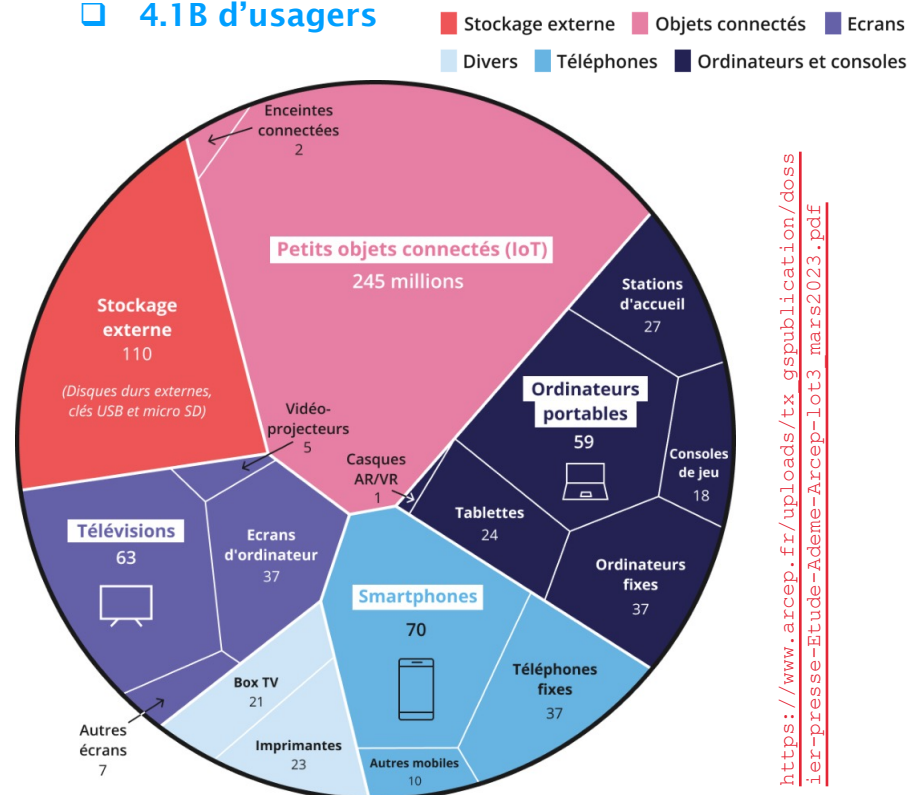 ❑ 4.1B d’usagers
Stockage externe
Objets connectés
Ecrans
Divers
Téléphones
Ordinateurs et consoles
Enceintes
connectées
2
Petits objets connectés (IoT)
245 millions
Stockage
externe
110
(Disques durs externes,
clés USB et micro SD)
Stations
d'accueil
27
Ordinateurs
portables
59
Consoles
de jeu
18
Vidéo-
projecteurs
5
Casques
AR/VR
1
Tablettes
24
Ordinateurs
fixes
37
Télévisions
63
Ecrans
d'ordinateur
37
Smartphones
70
Téléphones
fixes
37
Box TV
21
Autres
écrans
7
Imprimantes
23
Autres mobiles
10
https://www.arcep.fr/uploads/tx_gspublication/doss
ier-presse-Etude-Ademe-Arcep-lot3_mars2023.pdf